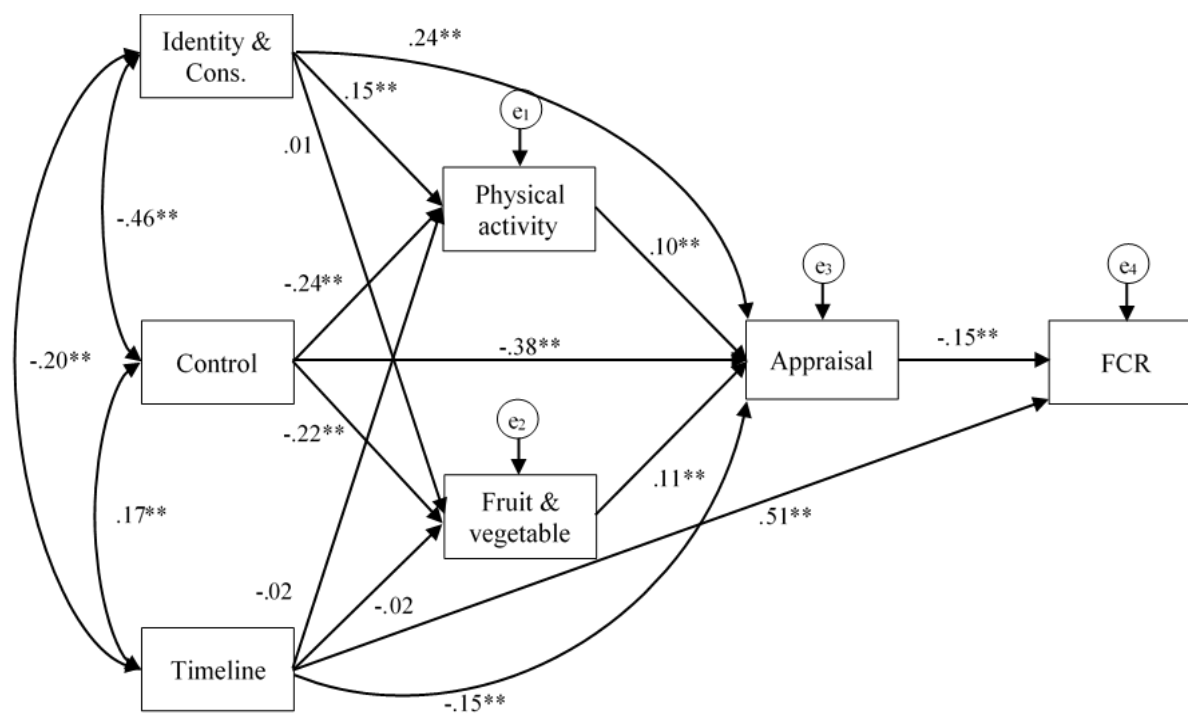 Identity &
Cons.
.24**
.15**
e₁
.01
Physical
activity
-.46**
.10**
e₃
e₄
-.24**
-.20**
Control
-.38**
Appraisal
-.15**
FCR
e₂
-.22**
.11**
Fruit &
vegetable
.17**
.51**
-.02
-.02
Timeline
-.15**